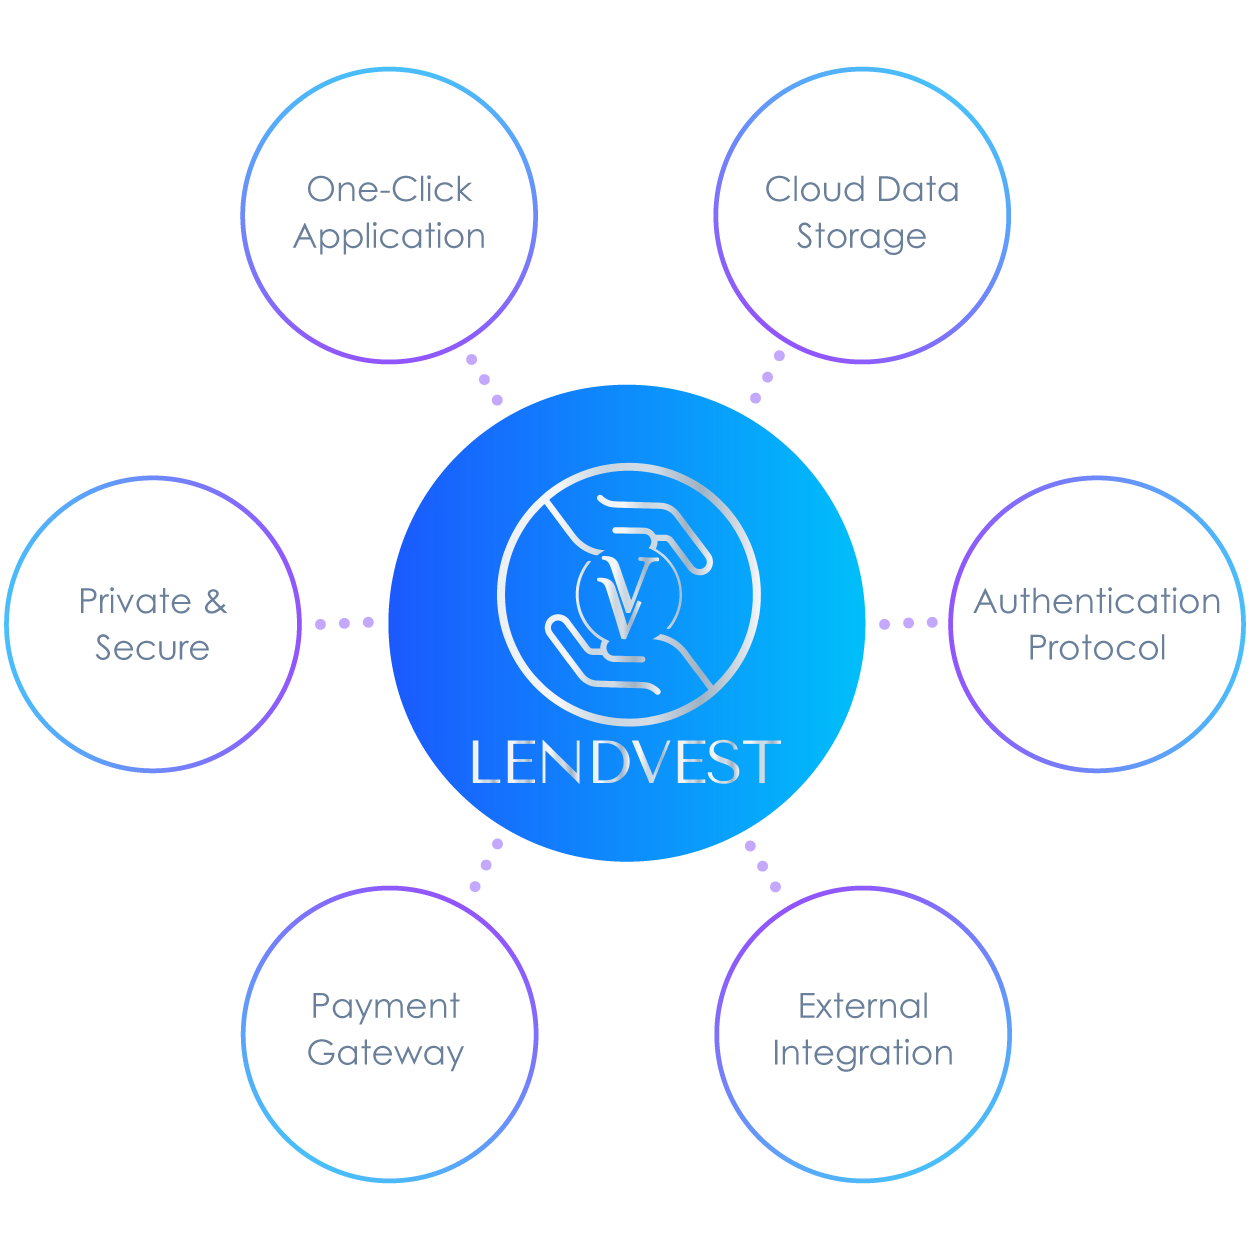 One-Click
Application
Cloud Data
Storage
Private &
Secure
LENDVEST
Authentication
Protocol
Payment
Gateway
External
Integration